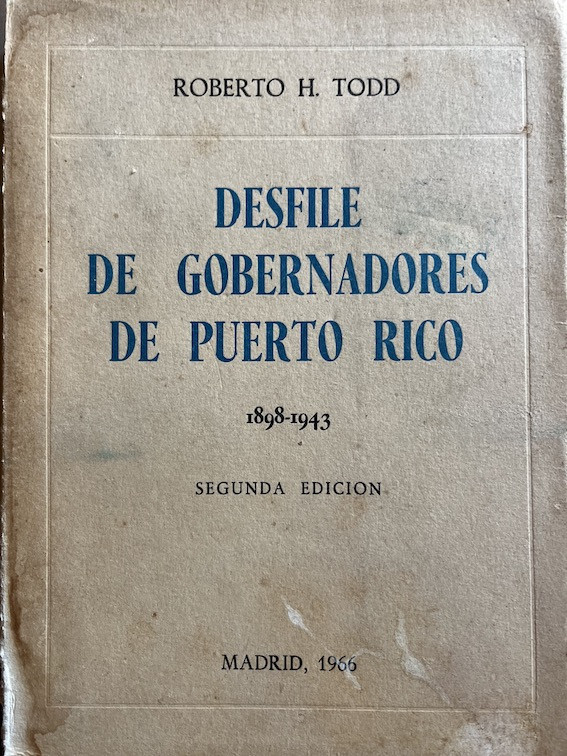 ROBERTO H. TODD
DESFILE
DE GOBERNADORES
DE PUERTO RICO
1898-1943
SEGUNDA EDICION
MADRID, 1966